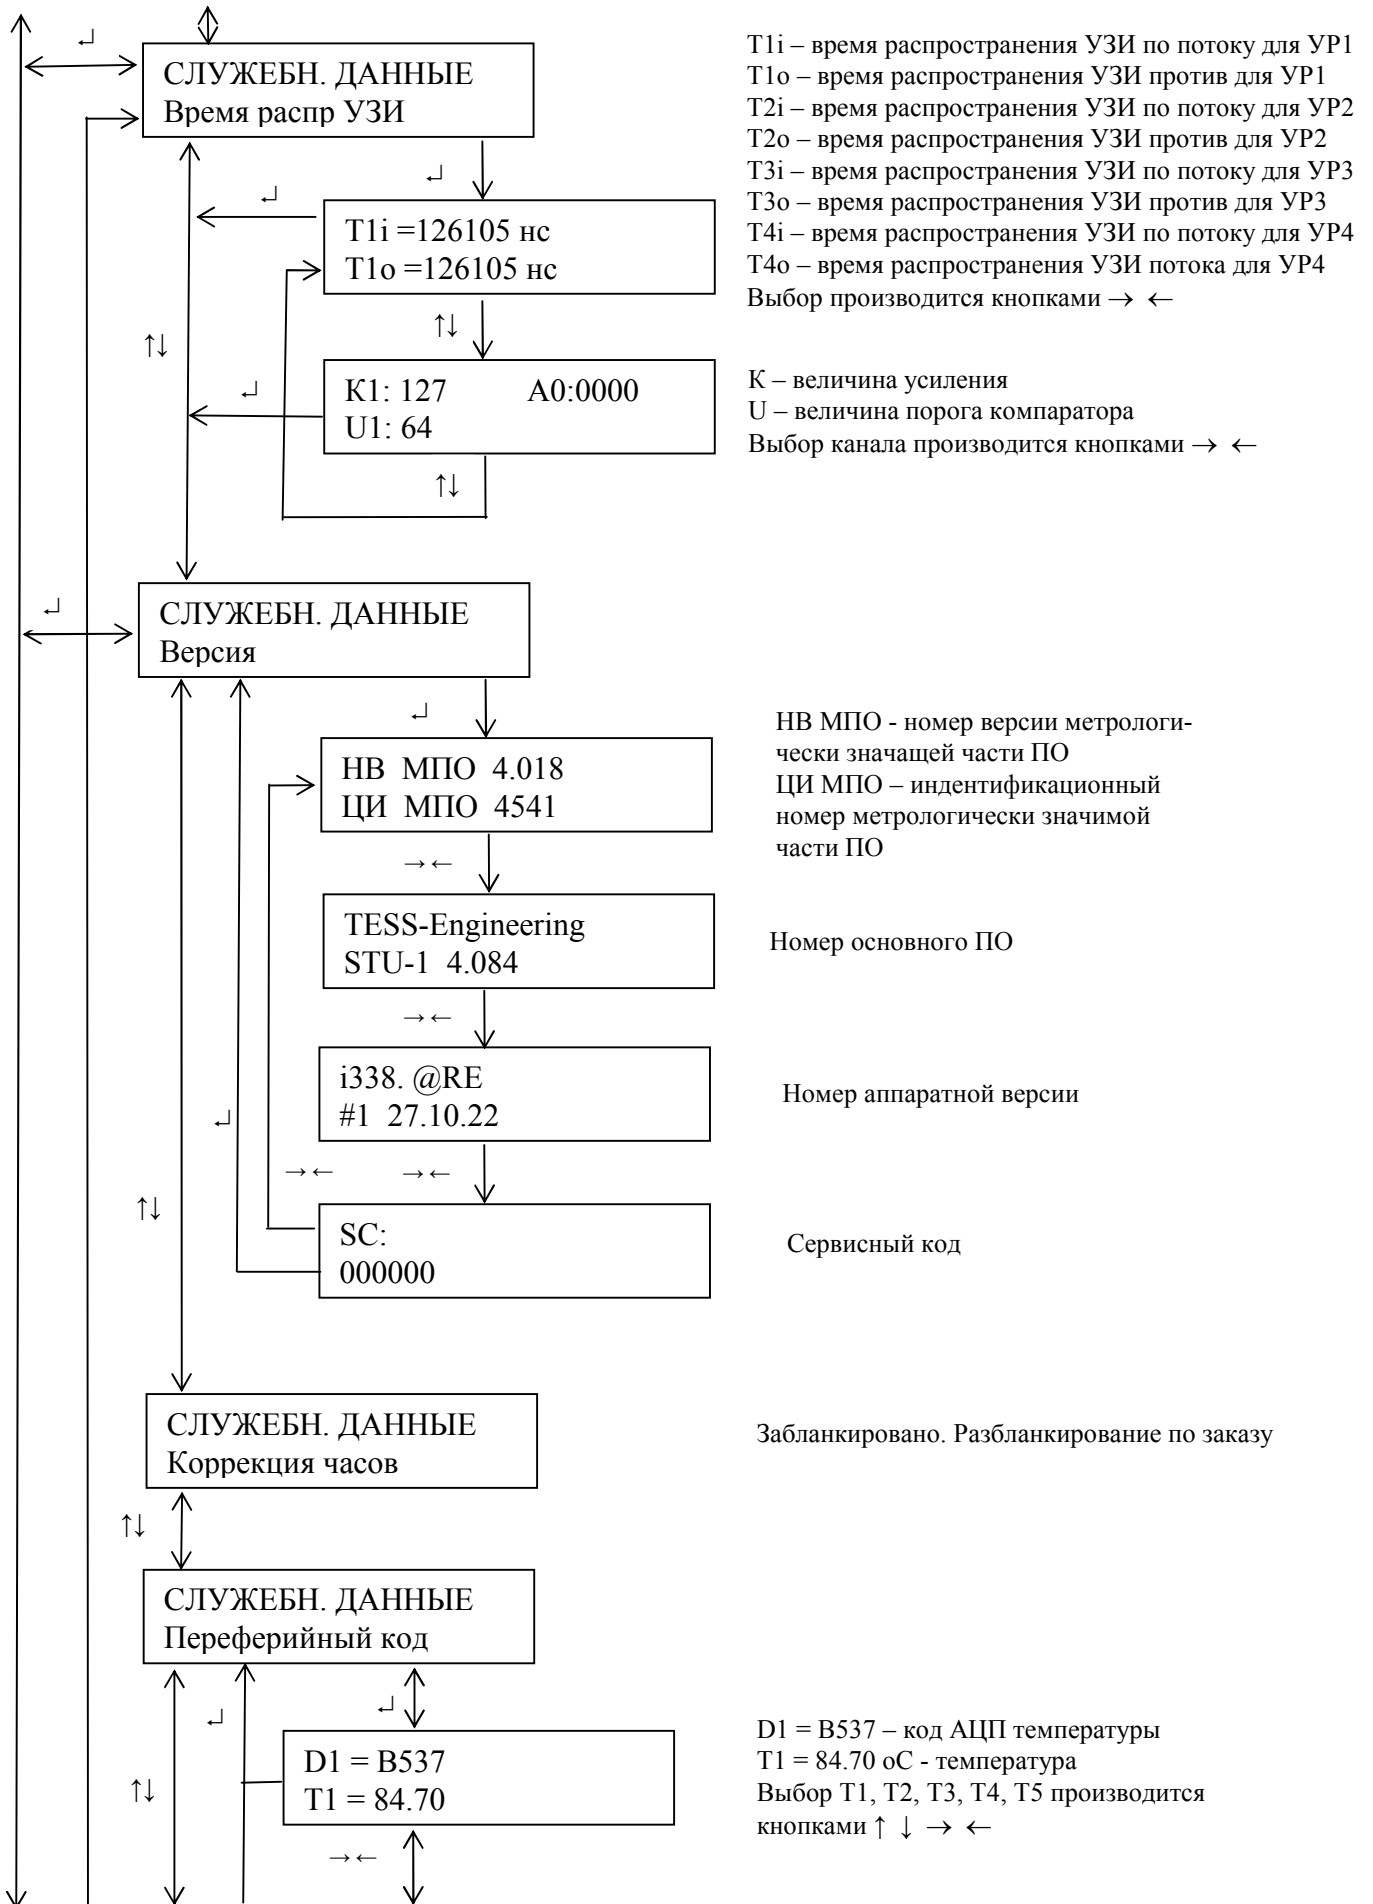 ↵
СЛУЖЕБН. ДАННЫЕ
Время распр УЗИ
T1i – время распространения УЗИ по потоку для УР1
T1o – время распространения УЗИ против для УР1
T2i – время распространения УЗИ по потоку для УР2
T2o – время распространения УЗИ против для УР2
T3i – время распространения УЗИ по потоку для УР3
T3o – время распространения УЗИ против для УР3
T4i – время распространения УЗИ по потоку для УР4
T4o – время распространения УЗИ потока для УР4
Выбор производится кнопками → ←
↵
↵
T1i =126105 нс
T1o =126105 нс
↑↓
↑↓
↵
К1: 127 A0:0000
U1: 64
К – величина усиления
U – величина порога компаратора
Выбор канала производится кнопками → ←
↑↓
↵
СЛУЖЕБН. ДАННЫЕ
Версия
↵
НВ МПО 4.018
ЦИ МПО 4541
НВ МПО - номер версии метрологи-
чески значащей части ПО
ЦИ МПО – индентификационный
номер метрологически значимой
части ПО
→←
TESS-Engineering
STU-1 4.084
Номер основного ПО
→←
i338. @RE
#1 27.10.22
Номер аппаратной версии
↵
→← →←
↑↓
SC:
000000
Сервисный код
СЛУЖЕБН. ДАННЫЕ
Коррекция часов
Забланкировано. Разбланкирование по заказу
↑↓
СЛУЖЕБН. ДАННЫЕ
Переферийный код
↵ ↵
D1 = B537
T1 = 84.70
D1 = B537 – код АЦП температуры
T1 = 84.70 оС - температура
Выбор Т1, Т2, Т3, Т4, Т5 производится
кнопками ↑ ↓ → ←
↑↓
→←